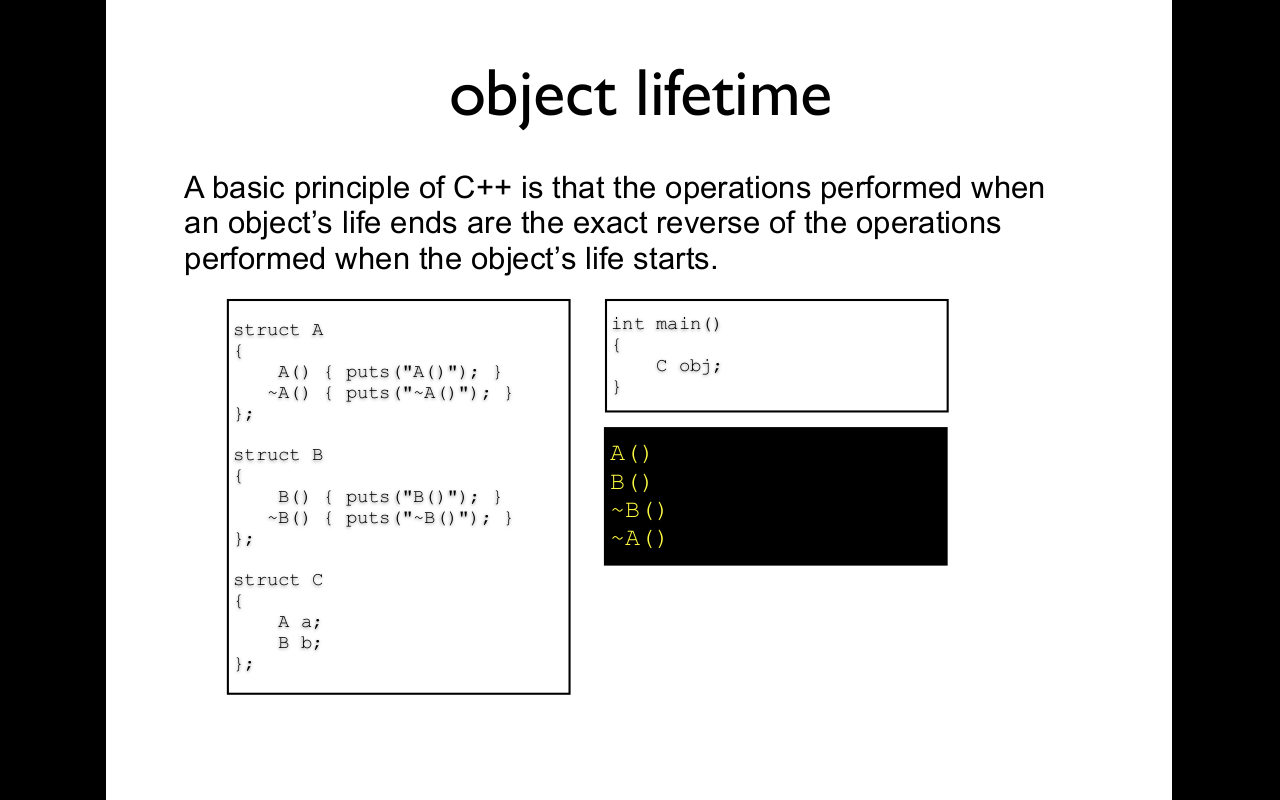 object lifetime
A basic principle of C++ is that the operations performed when
an object’s life ends are the exact reverse of the operations
performed when the object’s life starts.
struct A
{
    A() { puts("A()"); }
   ~A() { puts("~A()"); }
};
struct B
{
    B() { puts("B()"); }
   ~B() { puts("~B()"); }
};
struct C
{
    A a;
    B b;
};
int main()
{
    C obj;
}
A()
B()
~B()
~A()